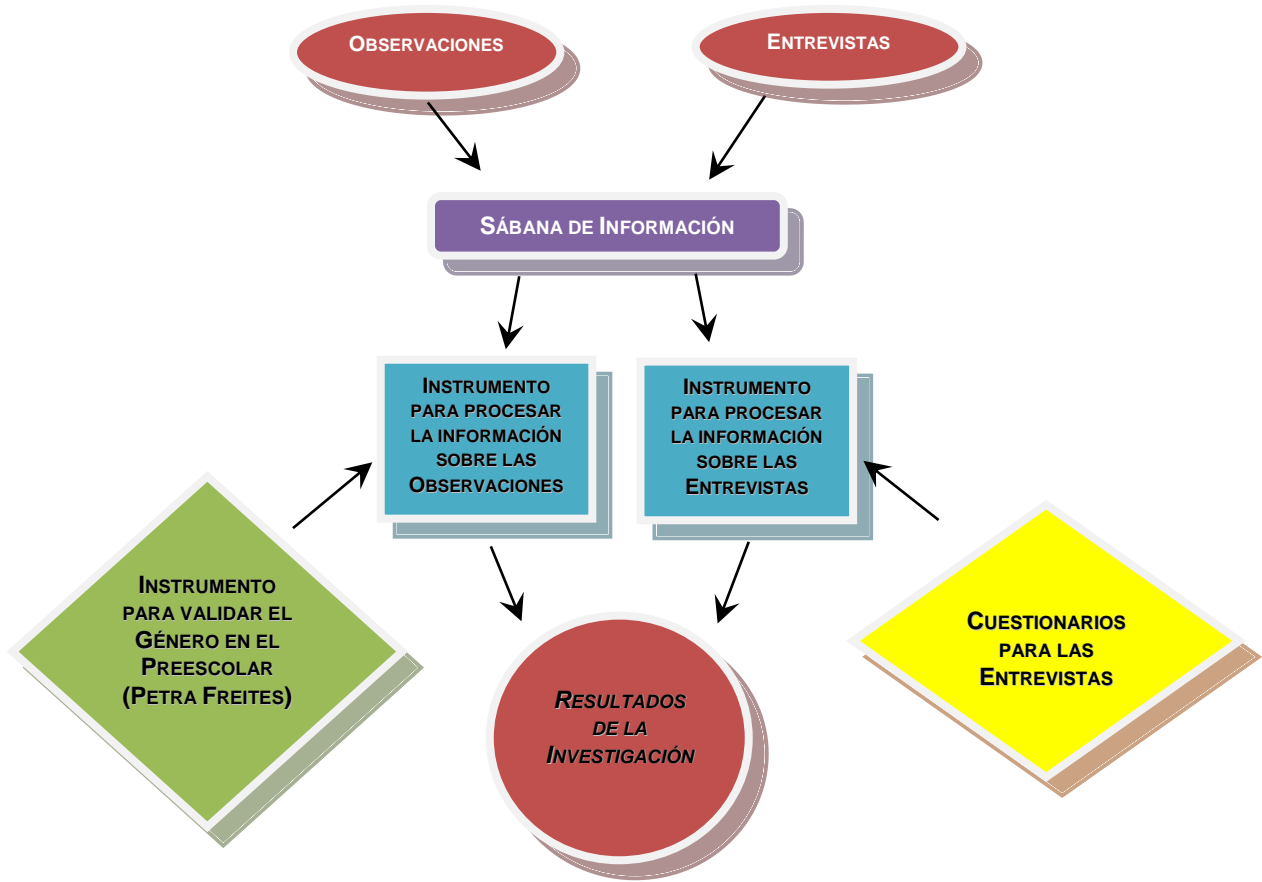 OBSERVACIONES
ENTREVISTAS
SÁBANA DE INFORMACIÓN
INSTRUMENTO
PARA PROCESAR
LA INFORMACIÓN
SOBRE LAS
OBSERVACIONES
INSTRUMENTO
PARA PROCESAR
LA INFORMACIÓN
SOBRE LAS
ENTREVISTAS
INSTRUMENTO
PARA VALIDAR EL
GÉNERO EN EL
PREESCOLAR
(PETRA FREITES)
CUESTIONARIOS
PARA LAS
ENTREVISTAS
RESULTADOS
DE LA
INVESTIGACIÓN